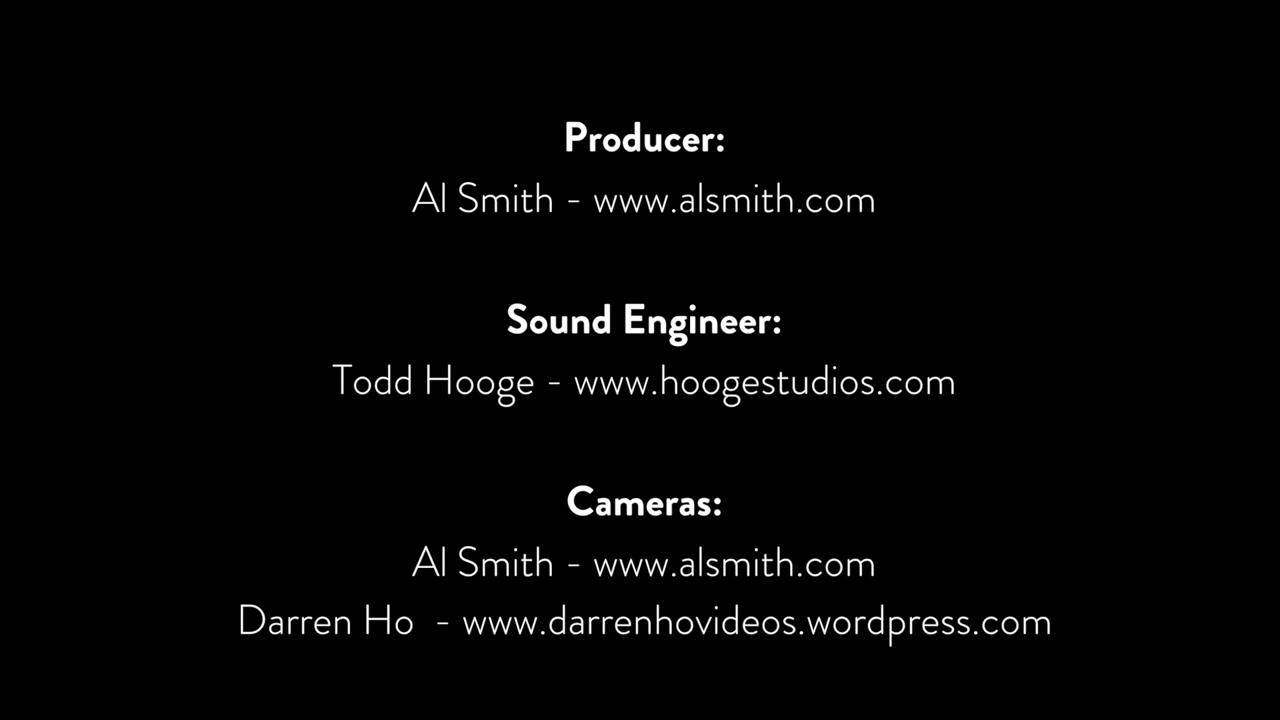 Producer:
Al Smith - www.alsmith.com
Sound Engineer:
Todd Hooge - www.hoogestudios.com
Cameras:
Al Smith - www.alsmith.com
Darren Ho - www.darrenhovideos.wordpress.com